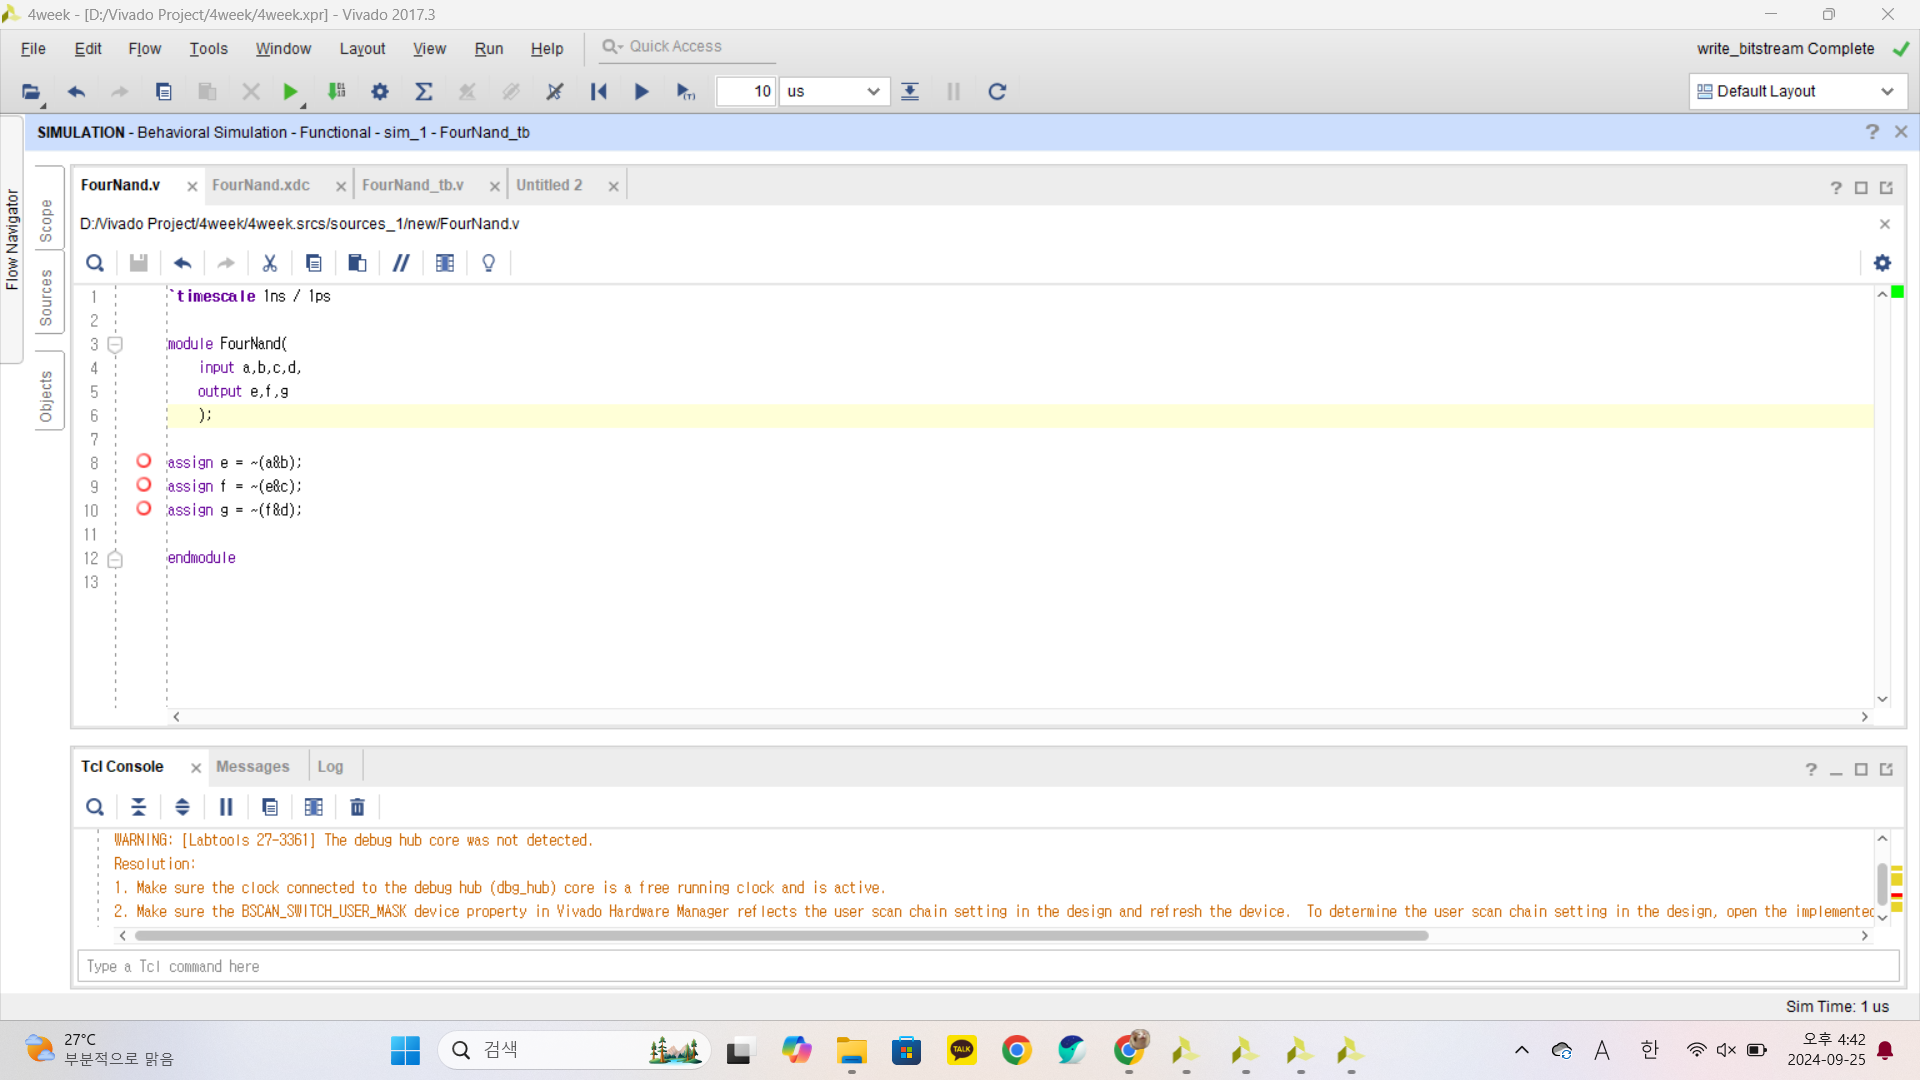 4week - [D:/Vivado Project/4week/4week.xpr] - Vivado 2017.3
File Edit Flow Tools Window Layout View Run Help Quick Access
write_bitstream Complete
10 us
Default Layout
SIMULATION - Behavioral Simulation - Functional - sim_1 - FourNand_tb
Flow Navigator
Scope
Sources
Objects
FourNand.v FourNand.xdc FourNand_tb.v Untitled 2
D:/Vivado Project/4week/4week.srcs/sources_1/new/FourNand.v
1 `timescale 1ns / 1ps
2
3 module FourNand(
4 input a,b,c,d,
5 output e,f,g
6 );
7
8 assign e = ~(a&b);
9 assign f = ~(e&c);
10 assign g = ~(f&d);
11
12 endmodule
13
Tcl Console Messages Log
WARNING: [Labtools 27-3361] The debug hub core was not detected.
Resolution:
1. Make sure the clock connected to the debug hub (dbg_hub) core is a free running clock and is active.
2. Make sure the BSCAN_SWITCH_USER_MASK device property in Vivado Hardware Manager reflects the user scan chain setting in the design and refresh the device.  To determine the user scan chain setting in the design, open the implemented
Type a Tcl command here
Sim Time: 1 us
27°C
부분적으로 맑음
검색
TALK
A 한
오후 4:42
2024-09-25